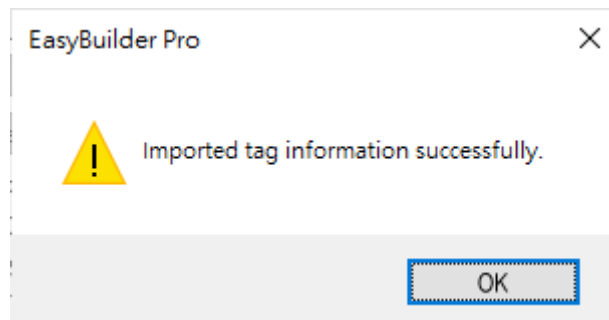 EasyBuilder Pro
Imported tag information successfully.
OK